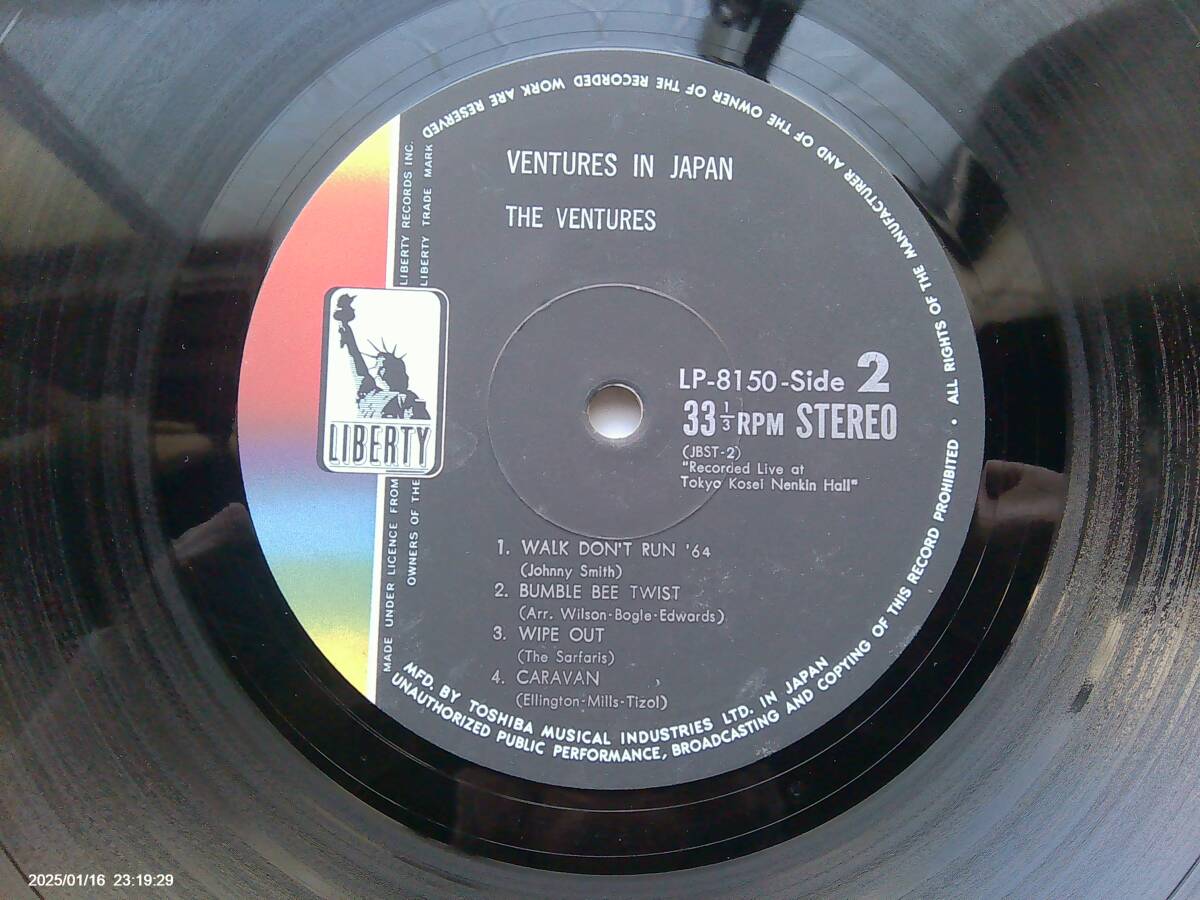 VENTURES IN JAPAN
THE VENTURES
LIBERTY
LP-8150-Side 2
33 1/3 RPM STEREO
(JBST-2)
"Recorded Live at
Tokyo Kosei Nenkin Hall"
1. WALK DON'T RUN '64
(Johnny Smith)
2. BUMBLE BEE TWIST
(Arr. Wilson-Bogle-Edwards)
3. WIPE OUT
(The Sarfaris)
4. CARAVAN
(Ellington-Mills-Tizol)
MADE UNDER LICENCE FROM LIBERTY RECORDS INC.
OWNERS OF THE LIBERTY TRADE MARK
MFD. BY TOSHIBA MUSICAL INDUSTRIES LTD. IN JAPAN
UNAUTHORIZED PUBLIC PERFORMANCE, BROADCASTING AND COPYING OF THIS RECORD PROHIBITED • ALL RIGHTS OF THE MANUFACTURER AND OF THE OWNER OF THE RECORDED WORK ARE RESERVED
2025/01/16 23:19:29